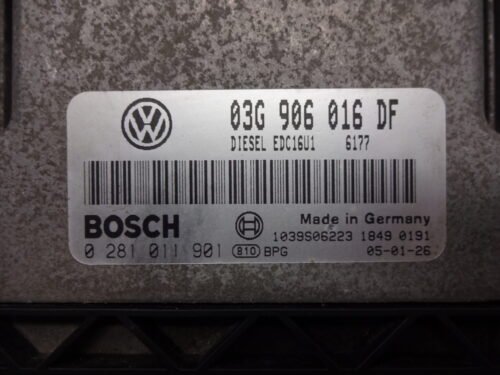 03G 906 016 DF
DIESEL EDC16U1 6177
BOSCH
Made in Germany
1039S06223 1849 0191
0 281 011 901 810 BPG 05-01-26